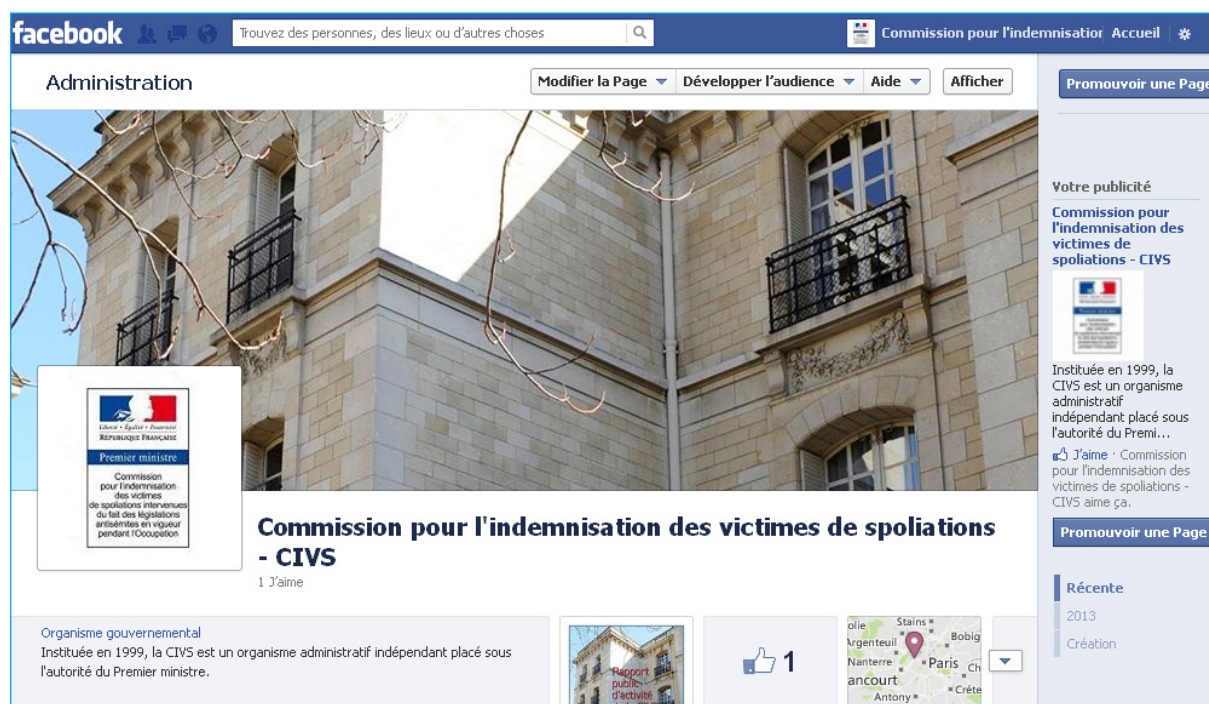 facebook
Trouvez des personnes, des lieux ou d'autres choses
Commission pour l'indemnisation
Accueil
Administration
Modifier la Page
Développer l'audience
Aide
Afficher
Promouvoir une Page
Votre publicité
Commission pour
l'indemnisation des
victimes de
spoliations - CIVS
Instituée en 1999, la
CIVS est un organisme
administratif
indépendant placé sous
l'autorité du Premi...
J'aime · Commission
pour l'indemnisation des
victimes de spoliations -
CIVS aime ça.
Promouvoir une Page
Récente
2013
Création
Liberté • Égalité • Fraternité
RÉPUBLIQUE FRANÇAISE
Premier ministre
Commission
pour l'indemnisation
des victimes
de spoliations intervenues
du fait des législations
antisémites en vigueur
pendant l'Occupation
Commission pour l'indemnisation des victimes de spoliations
- CIVS
1 J'aime
Organisme gouvernemental
Instituée en 1999, la CIVS est un organisme administratif indépendant placé sous
l'autorité du Premier ministre.
Rapport
public
d'activité
1
olie
Stains
Argenteuil
Bobig
Nanterre
Paris
Ch
ancourt
Créte
Antony